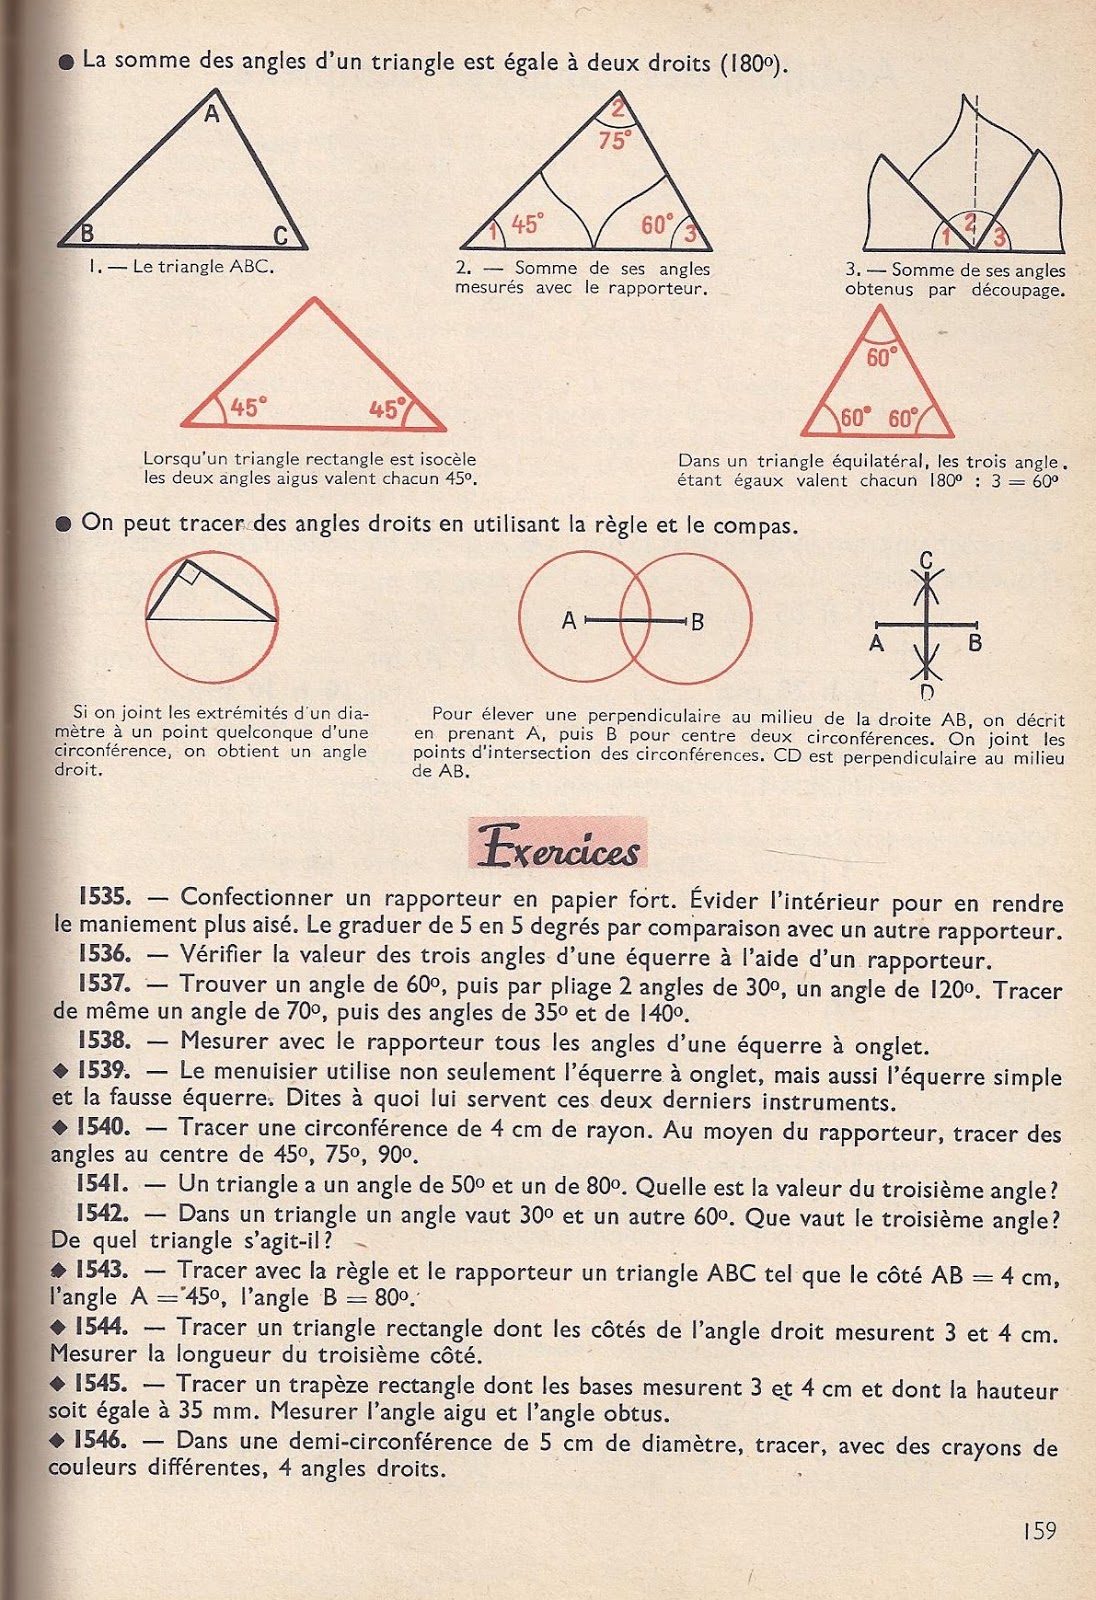 ● La somme des angles d'un triangle est égale à deux droits (180º).
A
B
C
2
75°
1
45°
60°
3
1
2
3
1. — Le triangle ABC.
2. — Somme de ses angles
mesurés avec le rapporteur.
3. — Somme de ses angles
obtenus par découpage.
45°
45°
60°
60°
60°
Lorsqu'un triangle rectangle est isocèle
les deux angles aigus valent chacun 45º.
Dans un triangle équilatéral, les trois angle.
étant égaux valent chacun 180º : 3 = 60º
● On peut tracer des angles droits en utilisant la règle et le compas.
A
B
C
A
B
D
Si on joint les extrémités d'un dia-
mètre à un point quelconque d'une
circonférence, on obtient un angle
droit.
Pour élever une perpendiculaire au milieu de la droite AB, on décrit
en prenant A, puis B pour centre deux circonférences. On joint les
points d'intersection des circonférences. CD est perpendiculaire au milieu
de AB.
Exercices
1535. — Confectionner un rapporteur en papier fort. Évider l'intérieur pour en rendre
le maniement plus aisé. Le graduer de 5 en 5 degrés par comparaison avec un autre rapporteur.
1536. — Vérifier la valeur des trois angles d'une équerre à l'aide d'un rapporteur.
1537. — Trouver un angle de 60º, puis par pliage 2 angles de 30º, un angle de 120º. Tracer
de même un angle de 70º, puis des angles de 35º et de 140º.
1538. — Mesurer avec le rapporteur tous les angles d'une équerre à onglet.
◆ 1539. — Le menuisier utilise non seulement l'équerre à onglet, mais aussi l'équerre simple
et la fausse équerre. Dites à quoi lui servent ces deux derniers instruments.
◆ 1540. — Tracer une circonférence de 4 cm de rayon. Au moyen du rapporteur, tracer des
angles au centre de 45º, 75º, 90º.
1541. — Un triangle a un angle de 50º et un de 80º. Quelle est la valeur du troisième angle?
1542. — Dans un triangle un angle vaut 30º et un autre 60º. Que vaut le troisième angle?
De quel triangle s'agit-il?
◆ 1543. — Tracer avec la règle et le rapporteur un triangle ABC tel que le côté AB = 4 cm,
l'angle A = 45º, l'angle B = 80º.
◆ 1544. — Tracer un triangle rectangle dont les côtés de l'angle droit mesurent 3 et 4 cm.
Mesurer la longueur du troisième côté.
◆ 1545. — Tracer un trapèze rectangle dont les bases mesurent 3 et 4 cm et dont la hauteur
soit égale à 35 mm. Mesurer l'angle aigu et l'angle obtus.
◆ 1546. — Dans une demi-circonférence de 5 cm de diamètre, tracer, avec des crayons de
couleurs différentes, 4 angles droits.
159